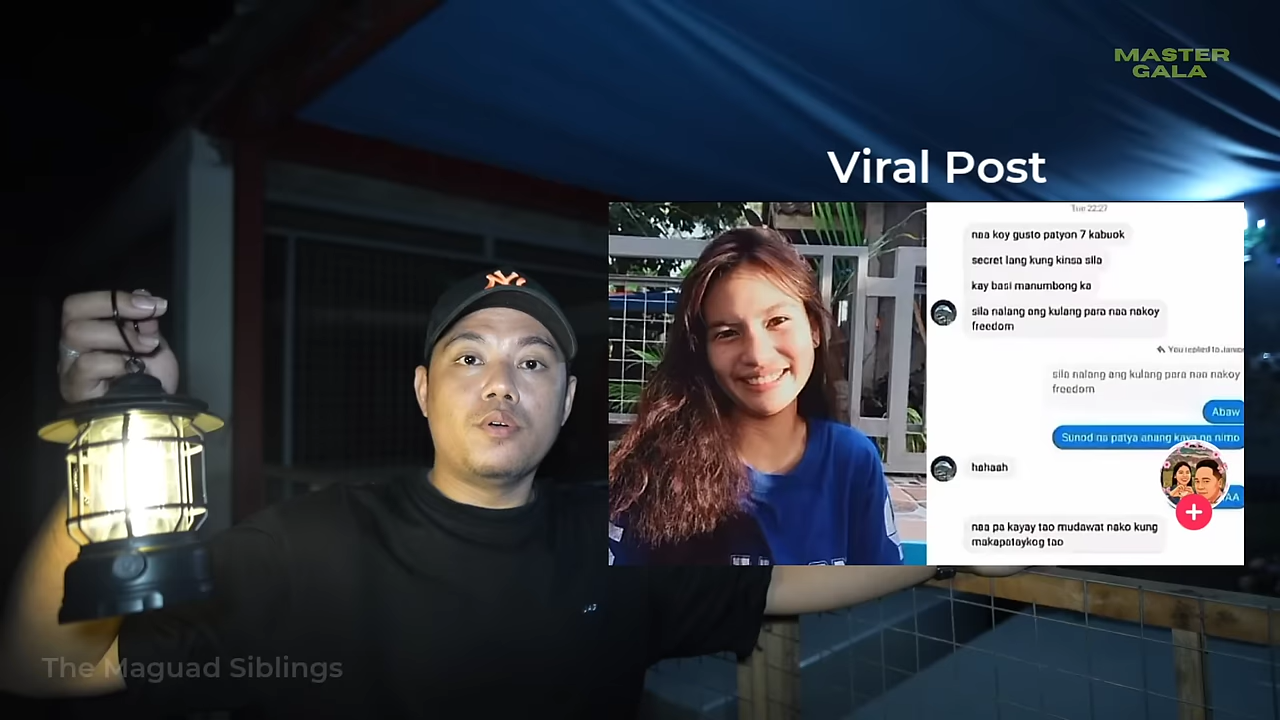 MASTER
GALA
Viral Post
Tue 22:27
naa koy gusto patyon 7 kabuok
secret lang kung kinsa sila
kay basi manumbong ka
sila nalang ang kulang para naa nakoy
freedom
You replied to
sila nalang ang kulang para naa nakoy
freedom
Abaw
Sunod na patya anang kaya na nimo
hahaah
AA
naa pa kayay tao mudawat nako kung
makapataykog tao
The Maguad Siblings